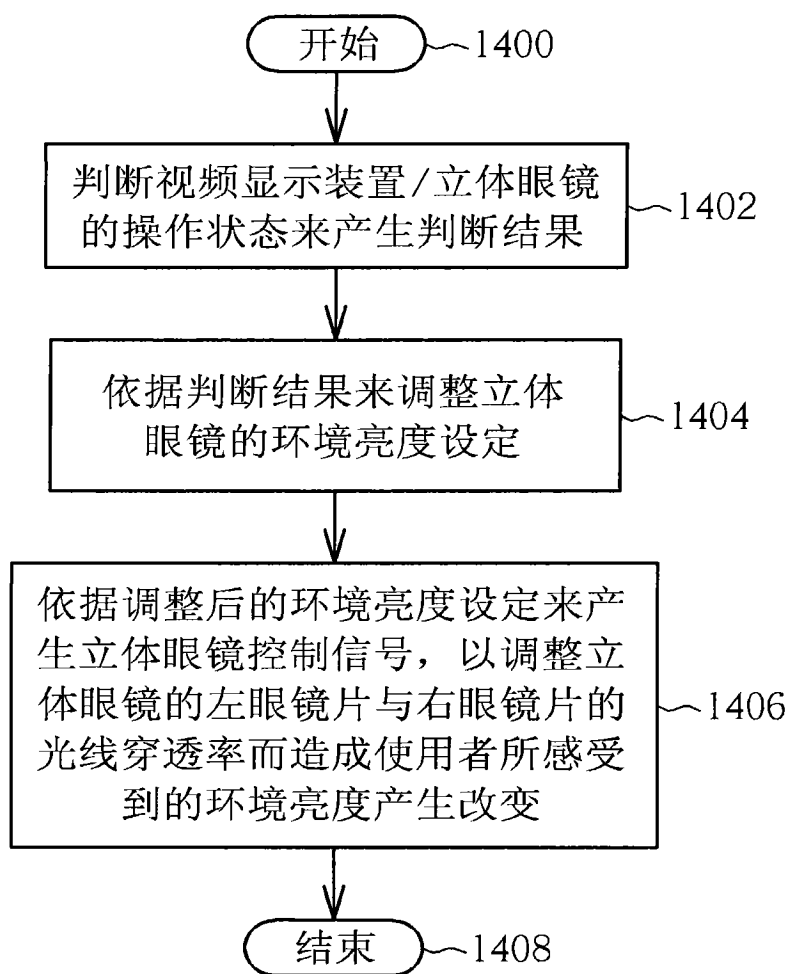 开始
1400
判断视频显示装置/立体眼镜
的操作状态来产生判断结果
1402
依据判断结果来调整立体
眼镜的环境亮度设定
1404
依据调整后的环境亮度设定来产
生立体眼镜控制信号，以调整立
体眼镜的左眼镜片与右眼镜片的
光线穿透率而造成使用者所感受
到的环境亮度产生改变
1406
结束
1408